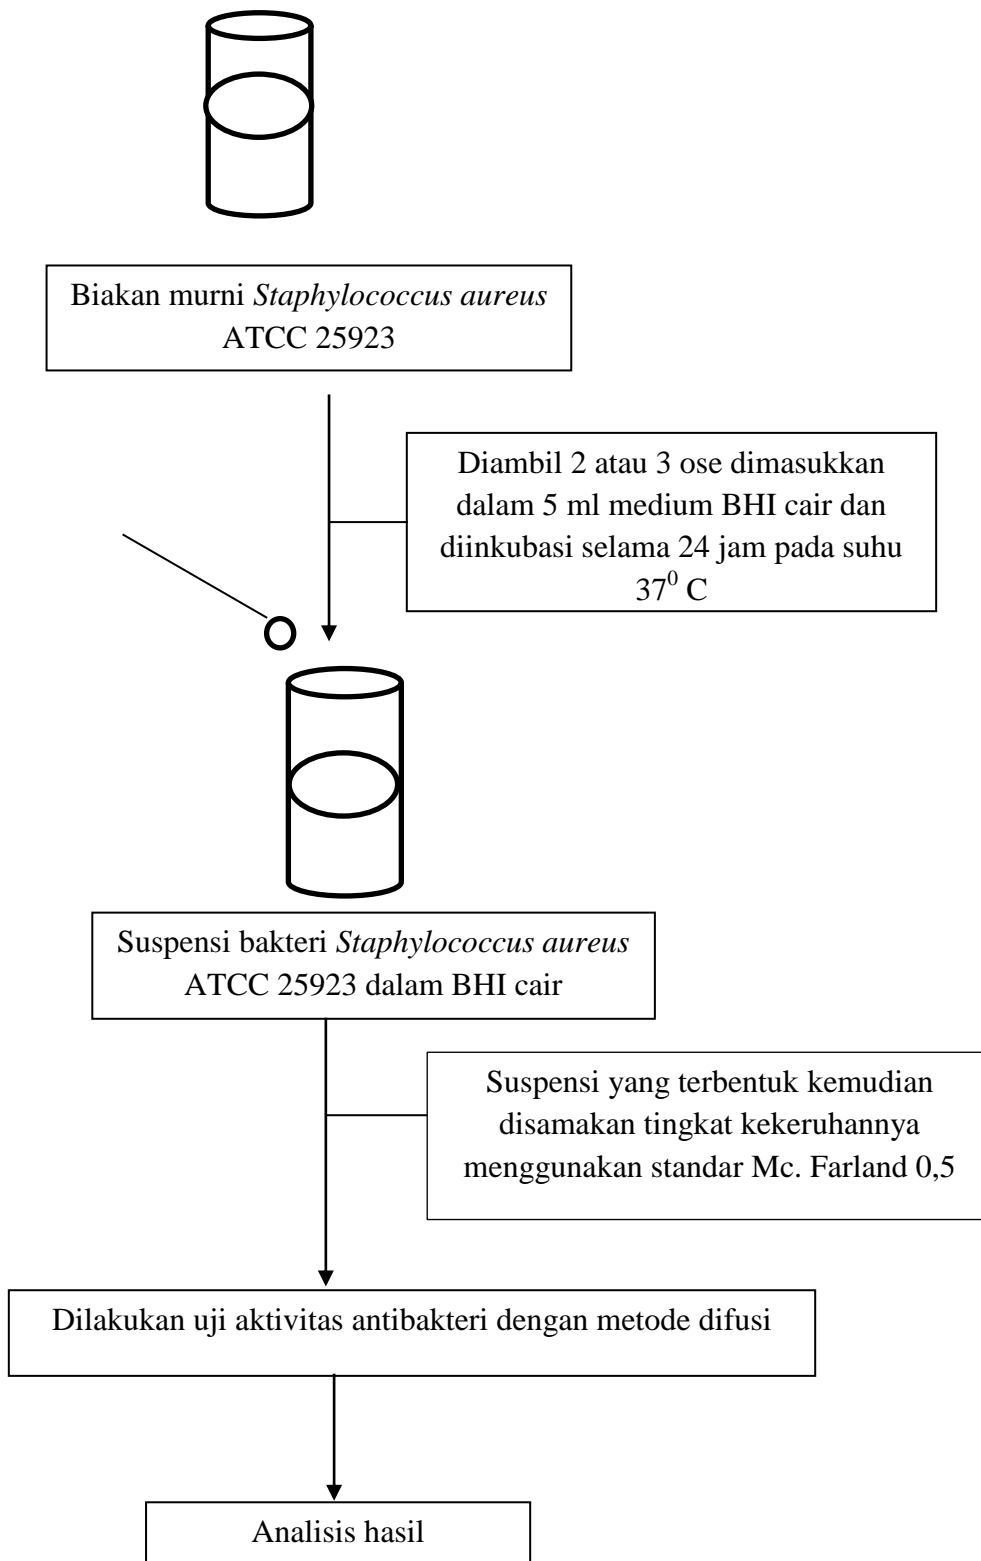 Biakan murni Staphylococcus aureus
ATCC 25923
Diambil 2 atau 3 ose dimasukkan
dalam 5 ml medium BHI cair dan
diinkubasi selama 24 jam pada suhu
37⁰ C
Suspensi bakteri Staphylococcus aureus
ATCC 25923 dalam BHI cair
Suspensi yang terbentuk kemudian
disamakan tingkat kekeruhannya
menggunakan standar Mc. Farland 0,5
Dilakukan uji aktivitas antibakteri dengan metode difusi
Analisis hasil